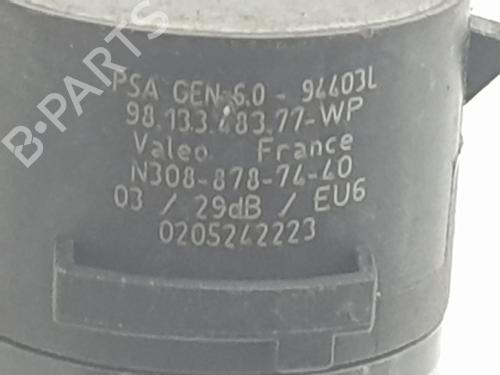 PSA GEN 6.0 - 94403L
98.133.483.77-WP
Valeo France
N308-878-74-40
03 / 29dB / EU6
0205242223
B-PARTS